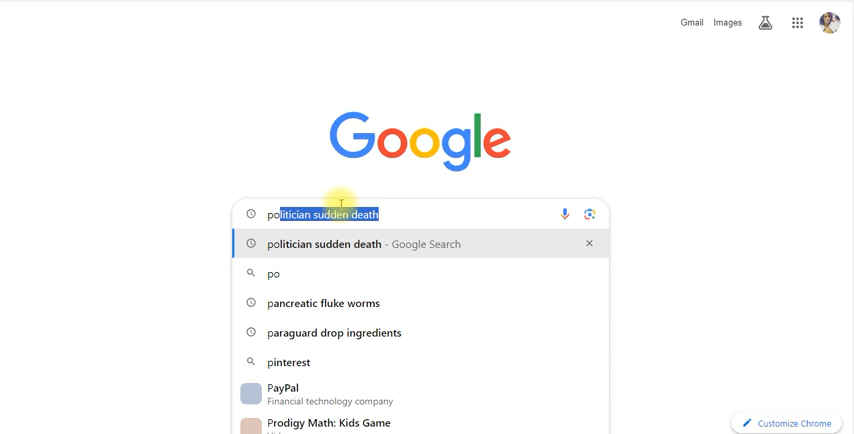 Gmail Images
Google
politician sudden death
politician sudden death - Google Search
po
pancreatic fluke worms
paraguard drop ingredients
pinterest
PayPal
Financial technology company
Prodigy Math: Kids Game
Customize Chrome